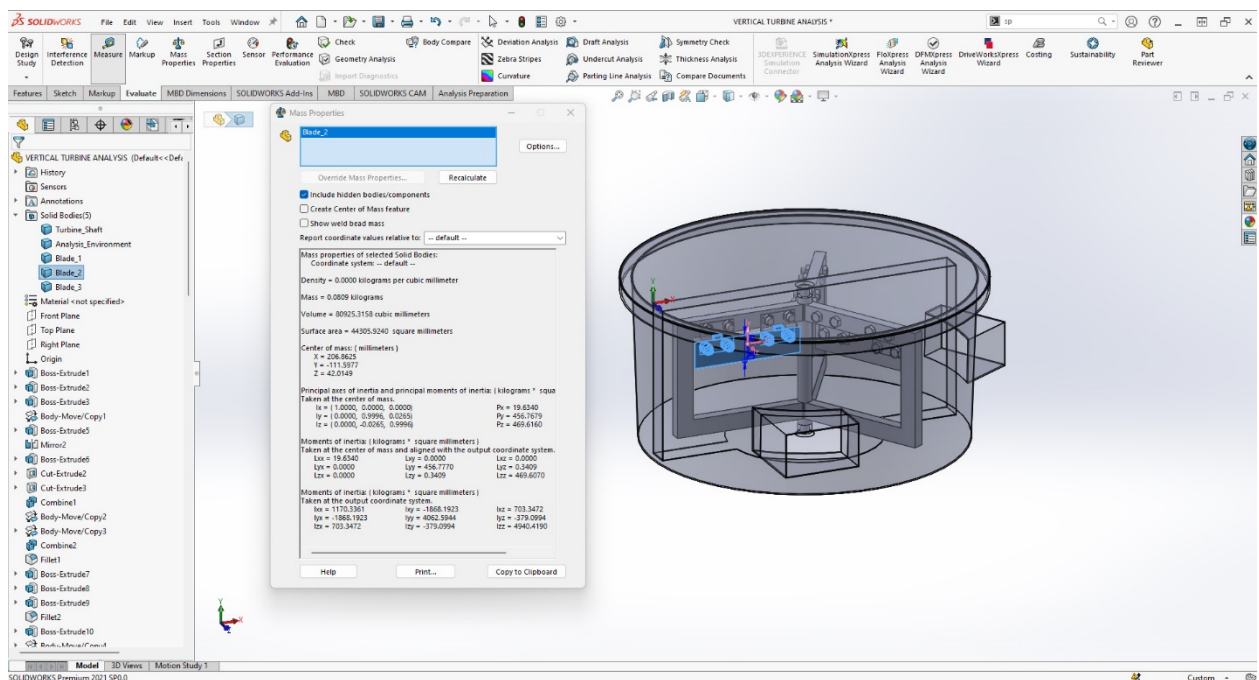 SOLIDWORKS File Edit View Insert Tools Window VERTICAL TURBINE ANALYSIS * sp
Design Study
Interference Detection
Measure
Markup
Mass Properties
Section Properties
Sensor
Performance Evaluation
Check
Geometry Analysis
Import Diagnostics
Body Compare
Deviation Analysis
Zebra Stripes
Curvature
Draft Analysis
Undercut Analysis
Parting Line Analysis
Symmetry Check
Thickness Analysis
Compare Documents
3DEXPERIENCE Simulation Connector
SimulationXpress Analysis Wizard
FloXpress Analysis Wizard
DFMXpress Analysis Wizard
DriveWorksXpress Wizard
Costing
Sustainability
Part Reviewer
Features Sketch Markup Evaluate MBD Dimensions SOLIDWORKS Add-Ins MBD SOLIDWORKS CAM Analysis Preparation
VERTICAL TURBINE ANALYSIS (Default<<Defa
History
Sensors
Annotations
Solid Bodies(5)
Turbine_Shaft
Analysis_Environment
Blade_1
Blade_2
Blade_3
Material <not specified>
Front Plane
Top Plane
Right Plane
Origin
Boss-Extrude1
Boss-Extrude2
Boss-Extrude3
Body-Move/Copy1
Boss-Extrude5
Mirror2
Boss-Extrude6
Cut-Extrude2
Cut-Extrude3
Combine1
Body-Move/Copy2
Body-Move/Copy3
Combine2
Fillet1
Boss-Extrude7
Boss-Extrude8
Boss-Extrude9
Fillet2
Boss-Extrude10
Body-Move/Copy4
Mass Properties
Blade_2
Options...
Override Mass Properties... Recalculate
Include hidden bodies/components
Create Center of Mass feature
Show weld bead mass
Report coordinate values relative to: -- default --
Mass properties of selected Solid Bodies:
Coordinate system: -- default --
Density = 0.0000 kilograms per cubic millimeter
Mass = 0.0809 kilograms
Volume = 80925.3158 cubic millimeters
Surface area = 44305.9240 square millimeters
Center of mass: ( millimeters )
X = 206.8625
Y = -111.5977
Z = 42.0149
Principal axes of inertia and principal moments of inertia: ( kilograms * squa
Taken at the center of mass.
Ix = ( 1.0000, 0.0000, 0.0000) Px = 19.6340
Iy = ( 0.0000, 0.9996, 0.0265) Py = 456.7679
Iz = ( 0.0000, -0.0265, 0.9996) Pz = 469.6160
Moments of inertia: ( kilograms * square millimeters )
Taken at the center of mass and aligned with the output coordinate system.
Lxx = 19.6340 Lxy = 0.0000 Lxz = 0.0000
Lyx = 0.0000 Lyy = 456.7770 Lyz = 0.3409
Lzx = 0.0000 Lzy = 0.3409 Lzz = 469.6070
Moments of inertia: ( kilograms * square millimeters )
Taken at the output coordinate system.
Ixx = 1170.3361 Ixy = -1868.1923 Ixz = 703.3472
Iyx = -1868.1923 Iyy = 4062.5944 Iyz = -379.0994
Izx = 703.3472 Izy = -379.0994 Izz = 4940.4190
Help Print... Copy to Clipboard
Y
X
Y
X
Z
Model 3D Views Motion Study 1
SOLIDWORKS Premium 2021 SP0.0 Custom